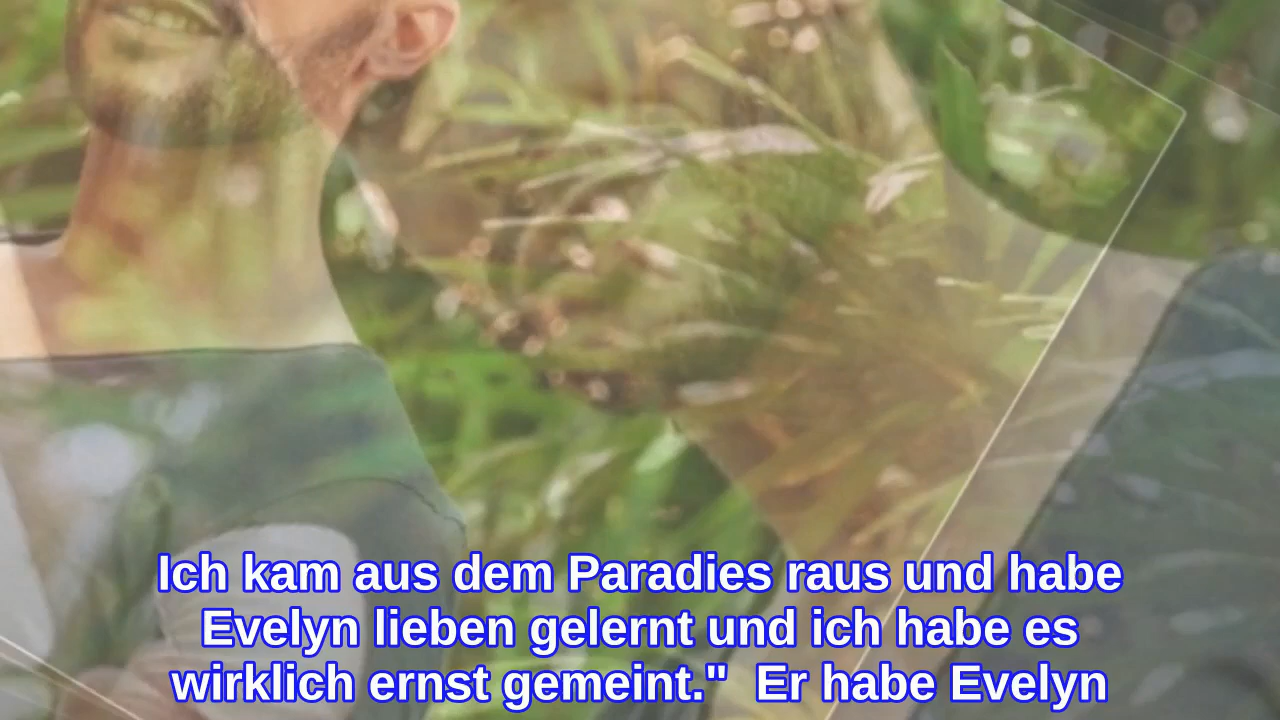 Ich kam aus dem Paradies raus und habe
Evelyn lieben gelernt und ich habe es
wirklich ernst gemeint."  Er habe Evelyn